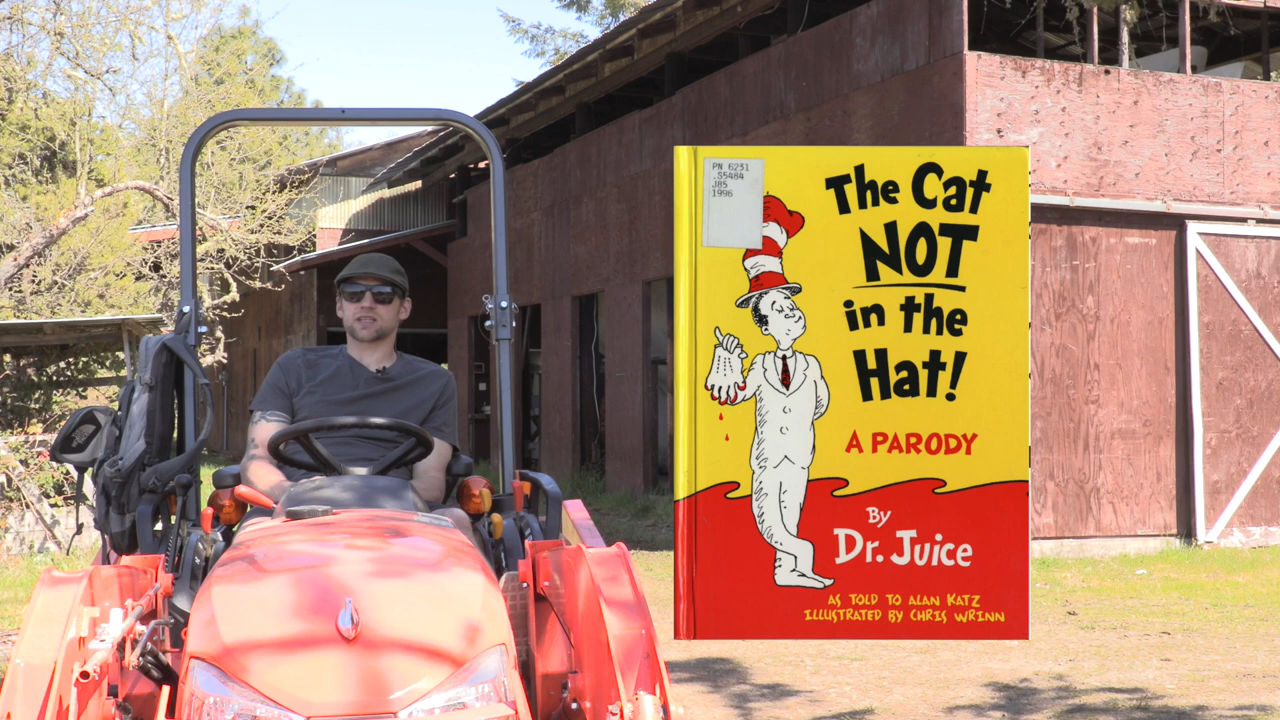 PN 6231
.S5484
J85
1996
The Cat
NOT
in the
Hat!
A PARODY
By
Dr. Juice
AS TOLD TO ALAN KATZ
ILLUSTRATED BY CHRIS WRINN